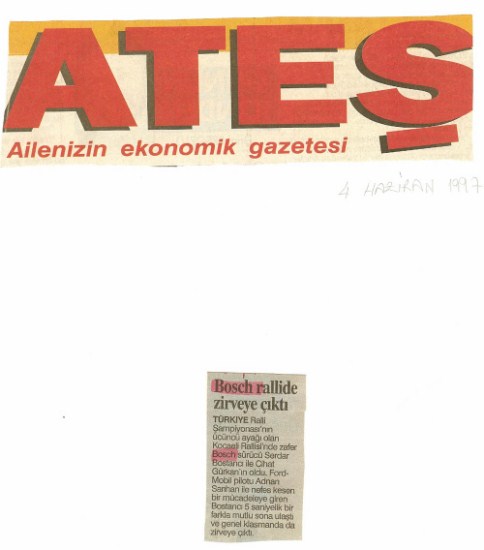 ATEŞ
Ailenizin ekonomik gazetesi
4 HAZİRAN 1997
Bosch rallide
zirveye çıktı
TÜRKİYE Ralli
Şampiyonası'nın
üçüncü ayağı olan
Kocaeli Rallisi'nde zafer
Bosch sürücü Serdar
Bostancı ile Cihat
Gürkan'ın oldu. Ford-
Mobil pilotu Adnan
Sarıhan ile nefes kesen
bir mücadeleye giren
Bostancı 5 saniyelik bir
farkla mutlu sona ulaştı
ve genel klasmanda da
zirveye çıktı.